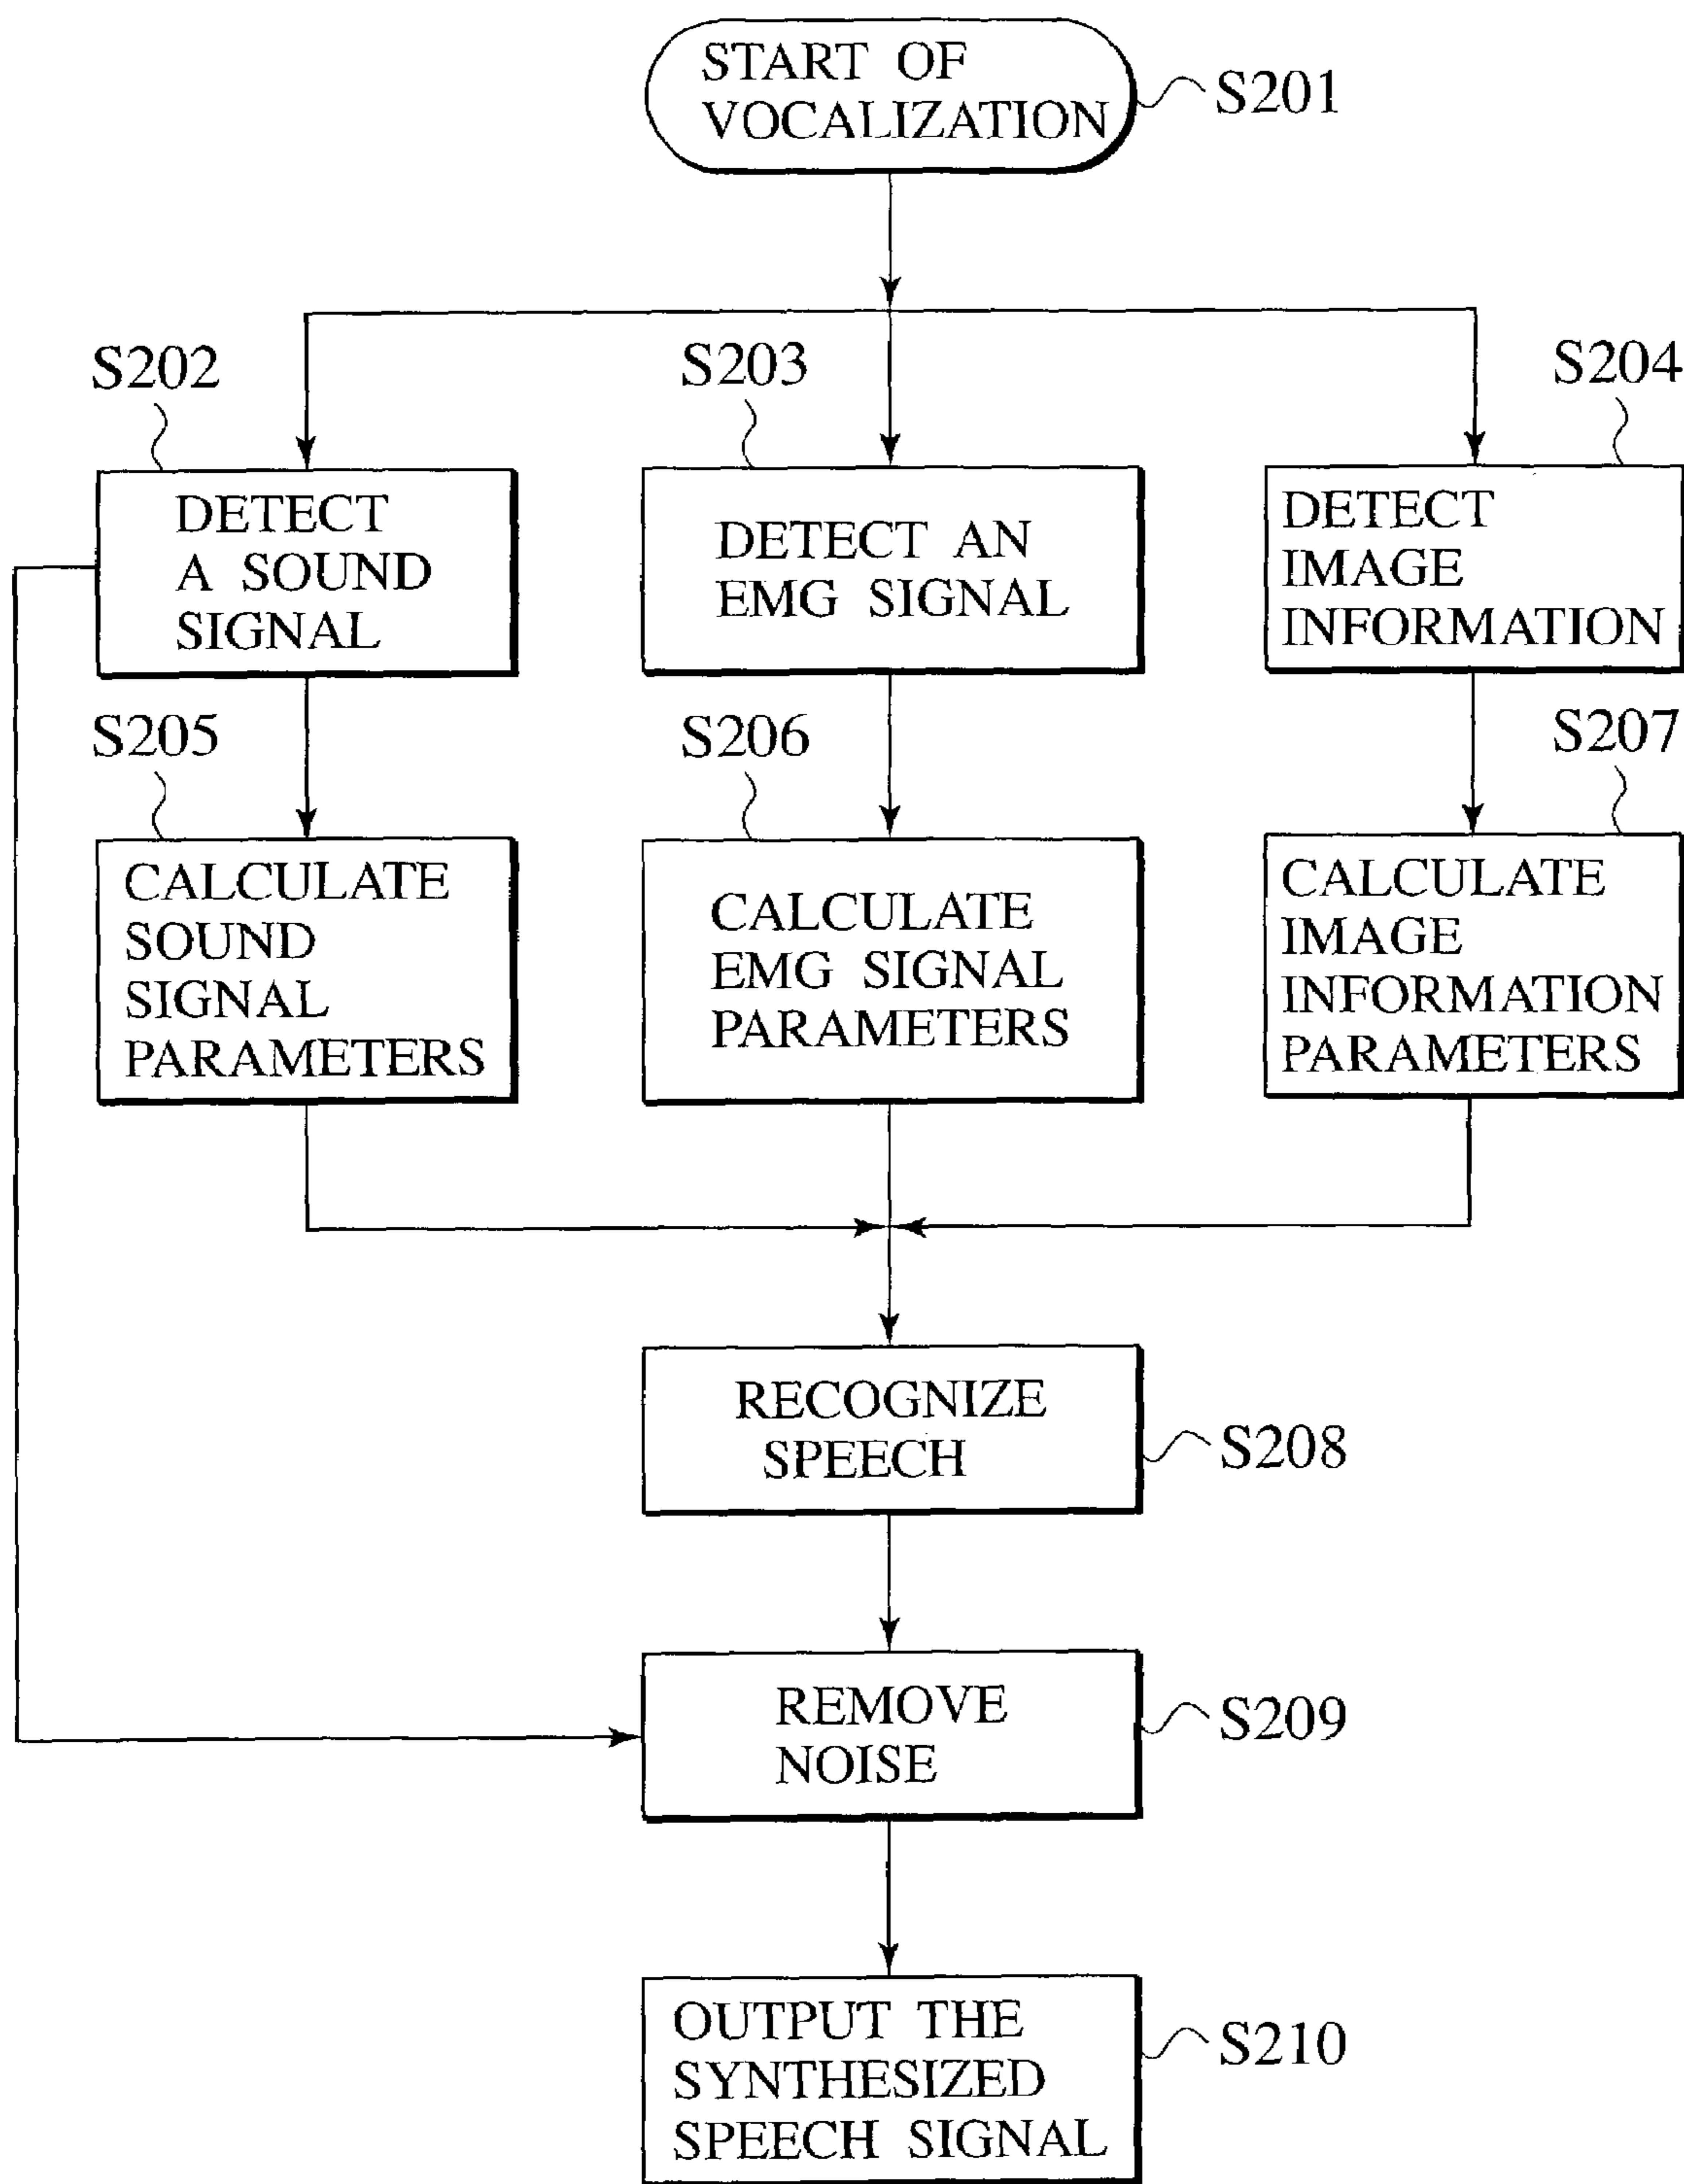 START OF
VOCALIZATION
S201
S202
S203
S204
DETECT
A SOUND
SIGNAL
DETECT AN
EMG SIGNAL
DETECT
IMAGE
INFORMATION
S205
S206
S207
CALCULATE
SOUND
SIGNAL
PARAMETERS
CALCULATE
EMG SIGNAL
PARAMETERS
CALCULATE
IMAGE
INFORMATION
PARAMETERS
RECOGNIZE
SPEECH
S208
REMOVE
NOISE
S209
OUTPUT THE
SYNTHESIZED
SPEECH SIGNAL
S210